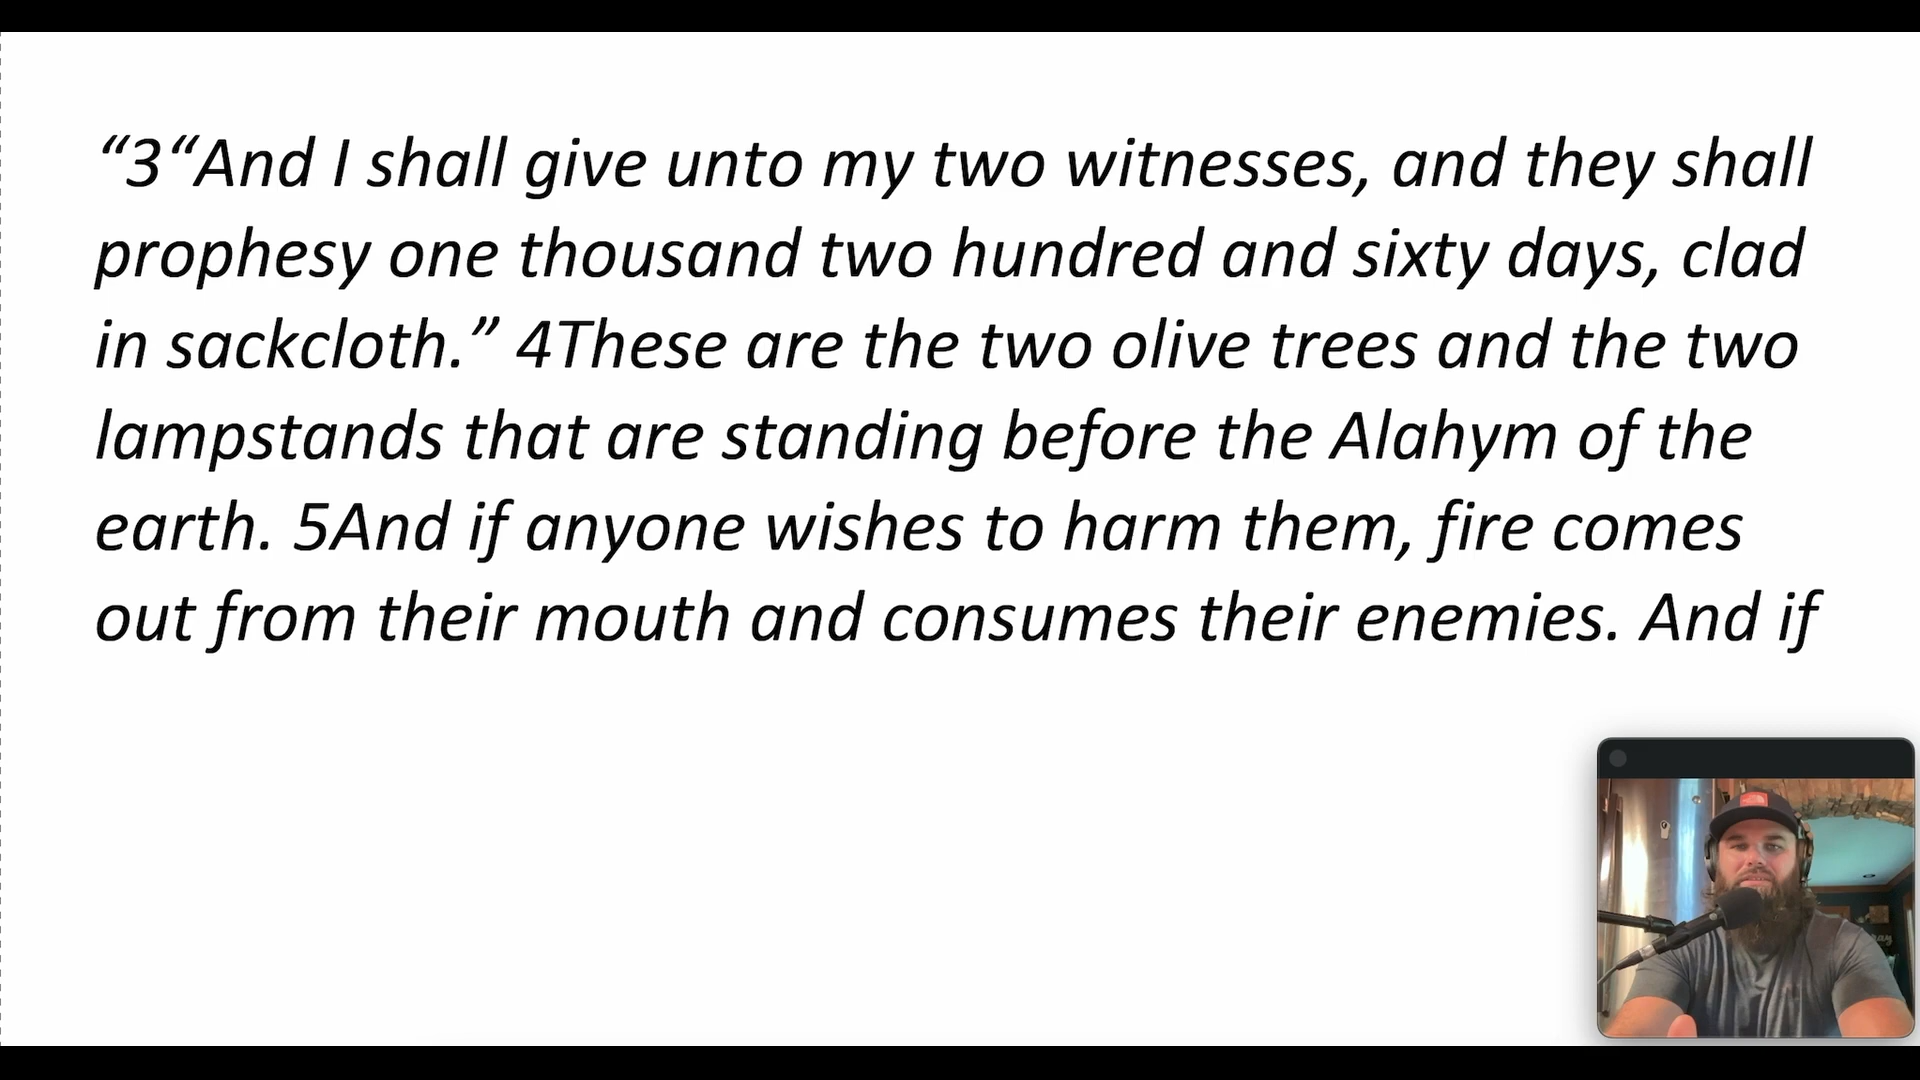 “3“And I shall give unto my two witnesses, and they shall
prophesy one thousand two hundred and sixty days, clad
in sackcloth.” 4These are the two olive trees and the two
lampstands that are standing before the Alahym of the
earth. 5And if anyone wishes to harm them, fire comes
out from their mouth and consumes their enemies. And if